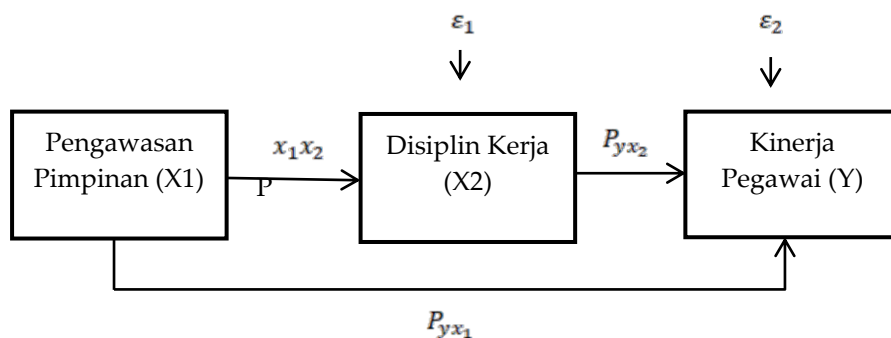 ε₁
ε₂
Pengawasan
Pimpinan (X1)
x₁x₂
P
Disiplin Kerja
(X2)
Pyx₂
Kinerja
Pegawai (Y)
Pyx₁